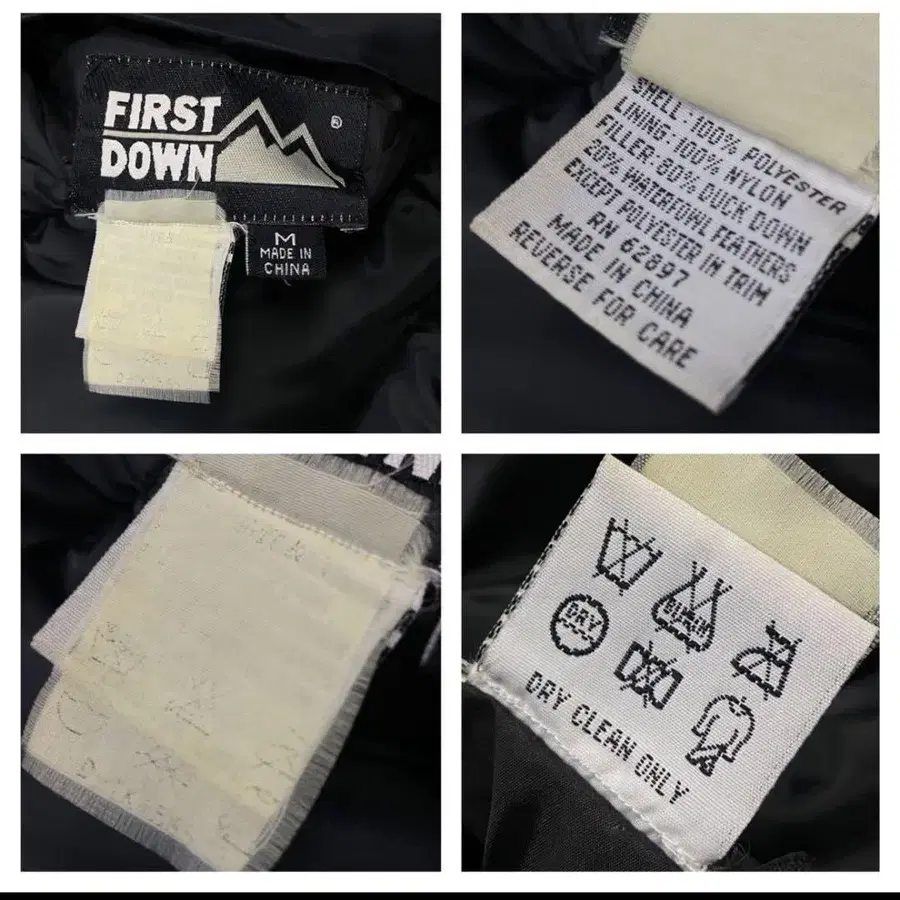 FIRST
DOWN
®
M
MADE IN
CHINA
SHELL : 100% POLYESTER
LINING : 100% NYLON
FILLER : 80% DUCK DOWN
20% WATERFOWL FEATHERS
EXCEPT POLYESTER IN TRIM
RN 62897
MADE IN CHINA
REVERSE FOR CARE
DRY
DRY CLEAN ONLY